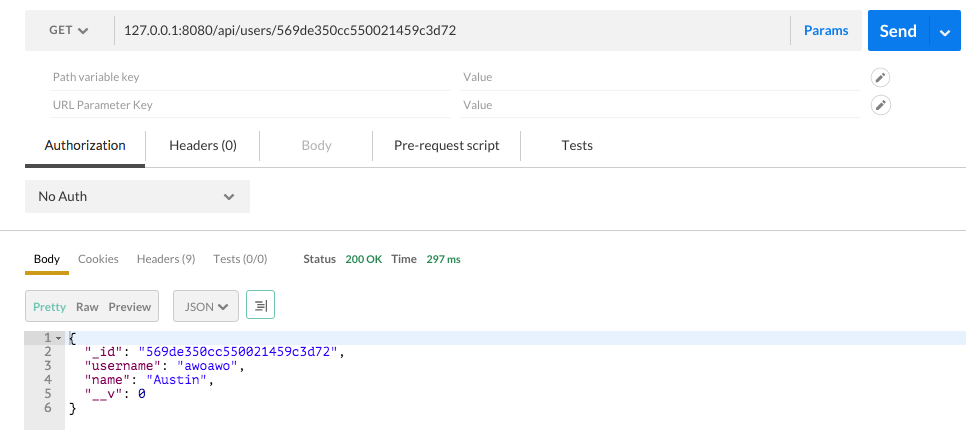 GET 127.0.0.1:8080/api/users/569de350cc550021459c3d72 Params Send
Path variable key Value
URL Parameter Key Value
Authorization Headers (0) Body Pre-request script Tests
No Auth
Body Cookies Headers (9) Tests (0/0) Status 200 OK Time 297 ms
Pretty Raw Preview JSON
1 {
2 "_id": "569de350cc550021459c3d72",
3 "username": "awoawo",
4 "name": "Austin",
5 "__v": 0
6 }